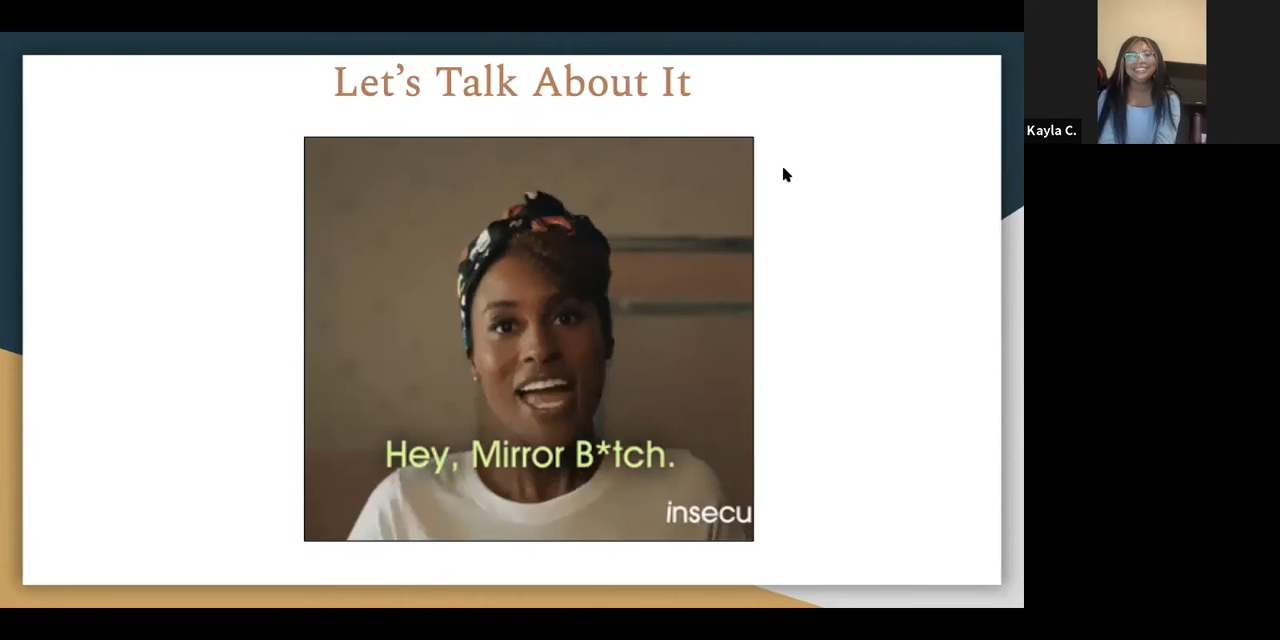 Let's Talk About It
Kayla C.
Hey, Mirror B*tch.
insecu